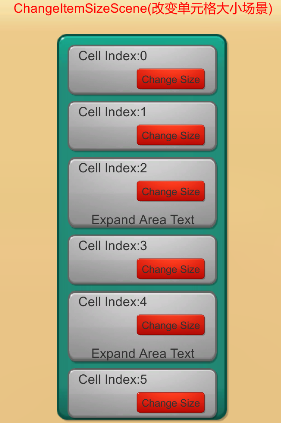 ChangeItemSizeScene(改变单元格大小场景)
Cell Index:0
Change Size
Cell Index:1
Change Size
Cell Index:2
Change Size
Expand Area Text
Cell Index:3
Change Size
Cell Index:4
Change Size
Expand Area Text
Cell Index:5
Change Size